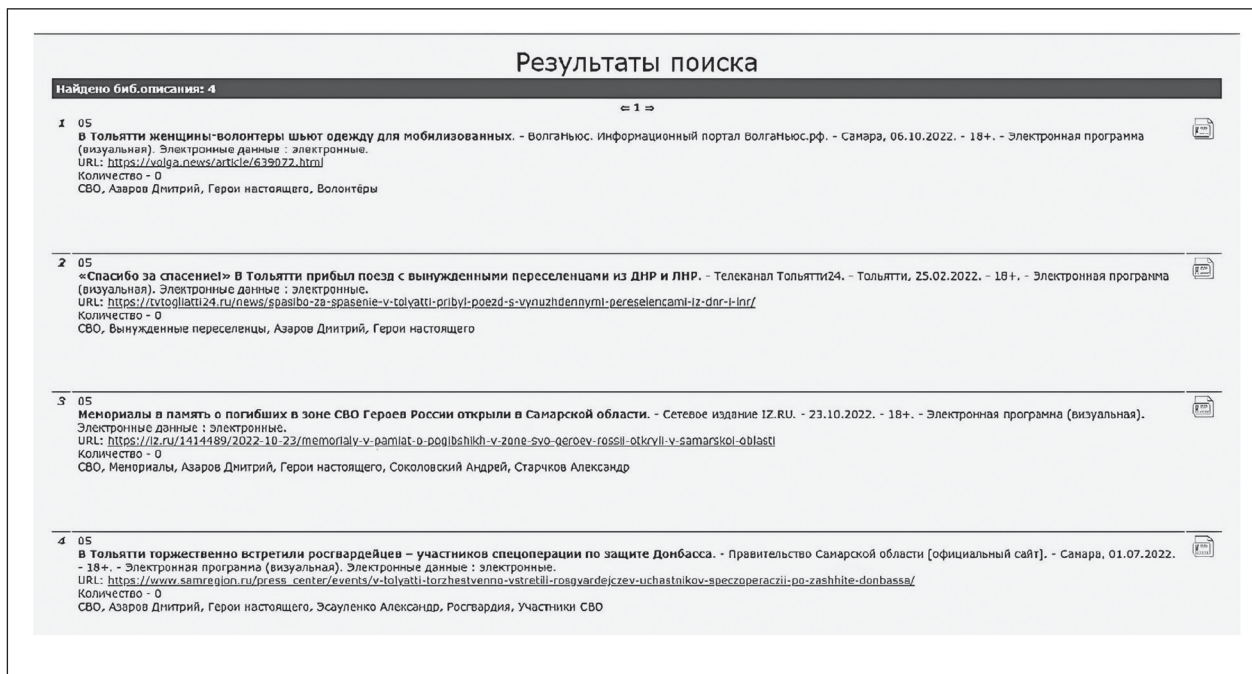 Результаты поиска
Найдено биб.описания: 4
⇐ 1 ⇒
1 05
В Тольятти женщины-волонтеры шьют одежду для мобилизованных. - ВолгаНьюс. Информационный портал ВолгаНьюс.рф. - Самара, 06.10.2022. - 18+. - Электронная программа
(визуальная). Электронные данные : электронные.
URL: https://volga.news/article/639072.html
Количество - 0
СВО, Азаров Дмитрий, Герои настоящего, Волонтёры
2 05
«Спасибо за спасение!» В Тольятти прибыл поезд с вынужденными переселенцами из ДНР и ЛНР. - Телеканал Тольятти24. - Тольятти, 25.02.2022. - 18+. - Электронная программа
(визуальная). Электронные данные : электронные.
URL: https://tvtogliatti24.ru/news/spasibo-za-spasenie-v-tolyatti-pribyl-poezd-s-vynuzhdennymi-pereselencami-iz-dnr-i-lnr/
Количество - 0
СВО, Вынужденные переселенцы, Азаров Дмитрий, Герои настоящего
3 05
Мемориалы в память о погибших в зоне СВО Героев России открыли в Самарской области. - Сетевое издание IZ.RU. - 23.10.2022. - 18+. - Электронная программа (визуальная).
Электронные данные : электронные.
URL: https://iz.ru/1414489/2022-10-23/memorialy-v-pamiat-o-pogibshikh-v-zone-svo-geroev-rossii-otkryli-v-samarskoi-oblasti
Количество - 0
СВО, Мемориалы, Азаров Дмитрий, Герои настоящего, Соколовский Андрей, Старчков Александр
4 05
В Тольятти торжественно встретили росгвардейцев – участников спецоперации по защите Донбасса. - Правительство Самарской области [официальный сайт]. - Самара, 01.07.2022.
- 18+. - Электронная программа (визуальная). Электронные данные : электронные.
URL: https://www.samregion.ru/press_center/events/v-tolyatti-torzhestvenno-vstretili-rosgvardejczev-uchastnikov-speczoperaczii-po-zashhite-donbassa/
Количество - 0
СВО, Азаров Дмитрий, Герои настоящего, Эсауленко Александр, Росгвардия, Участники СВО